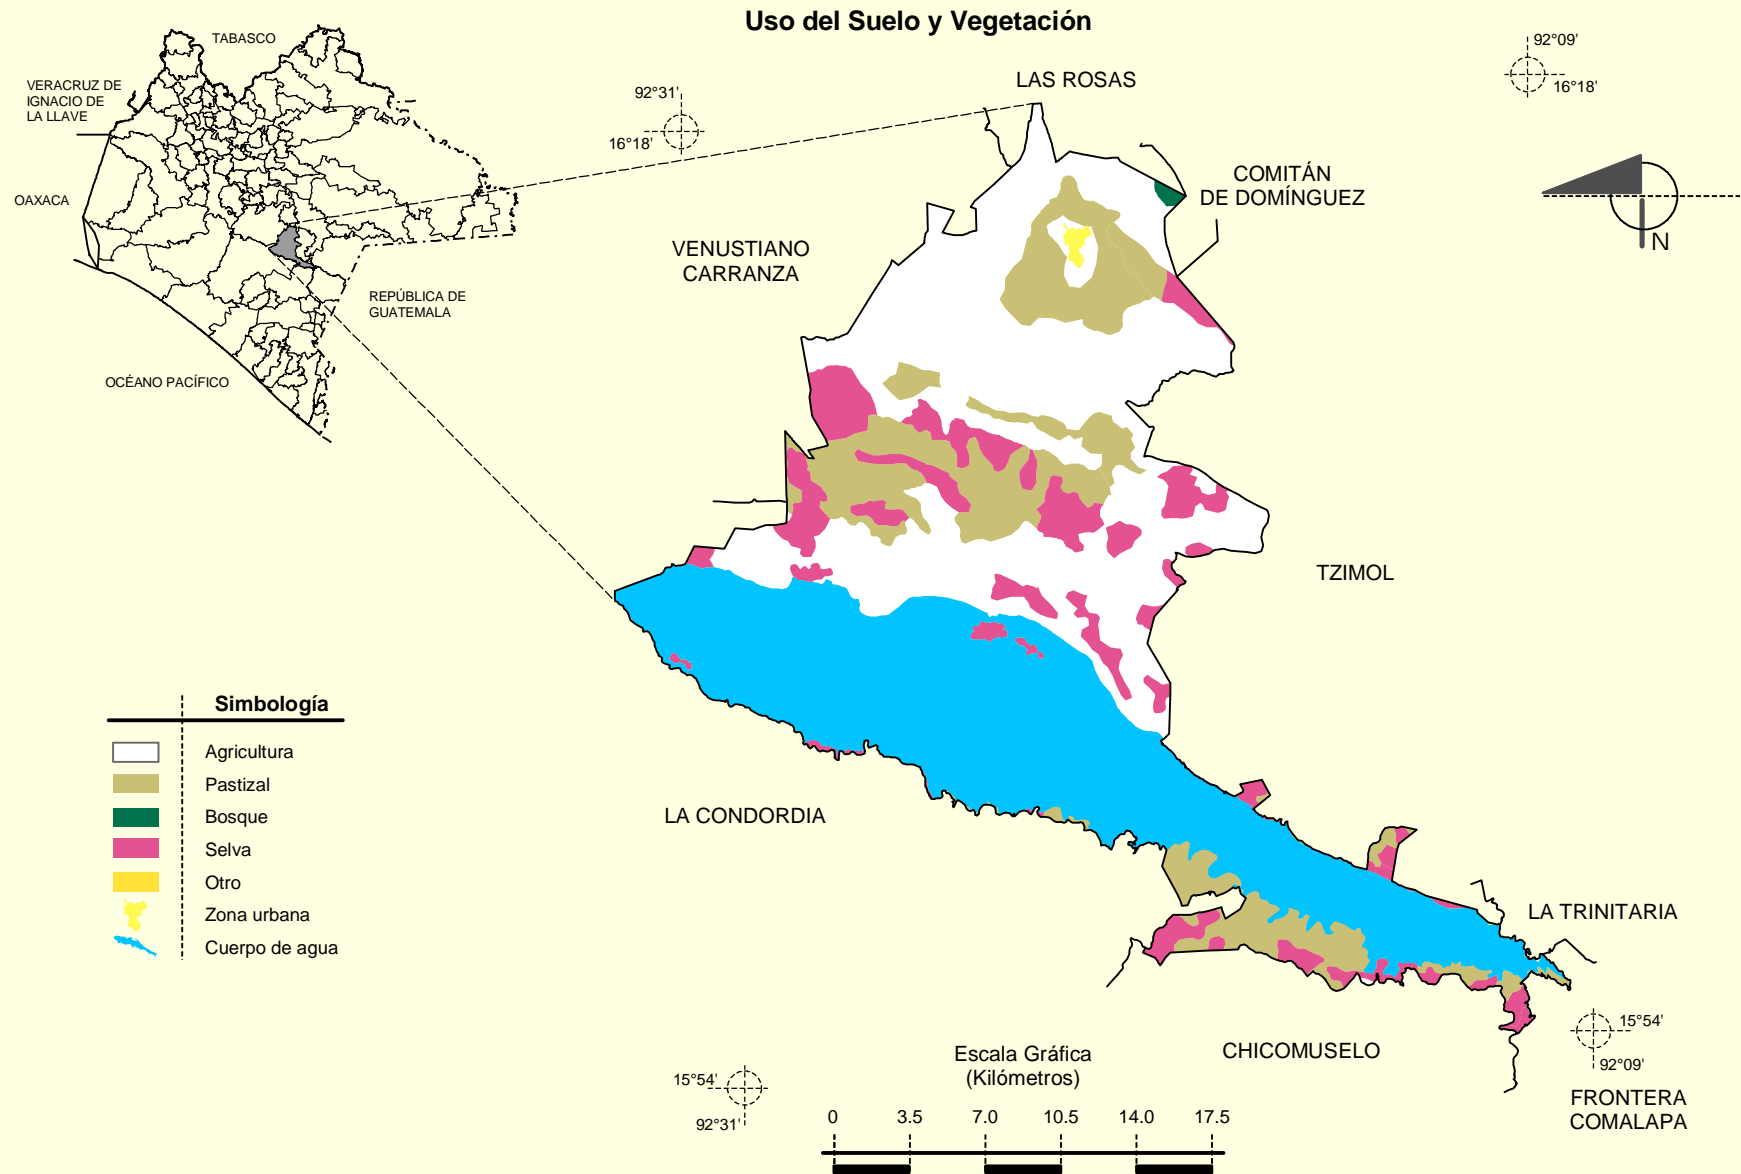 Uso del Suelo y Vegetación
TABASCO
VERACRUZ DE
IGNACIO DE
LA LLAVE
OAXACA
REPÚBLICA DE
GUATEMALA
OCÉANO PACÍFICO
92°31'
16°18'
LAS ROSAS
92°09'
16°18'
COMITÁN
DE DOMÍNGUEZ
N
VENUSTIANO
CARRANZA
TZIMOL
LA CONDORDIA
LA TRINITARIA
CHICOMUSELO
FRONTERA
COMALAPA
15°54'
92°09'
15°54'
92°31'
Simbología
Agricultura
Pastizal
Bosque
Selva
Otro
Zona urbana
Cuerpo de agua
Escala Gráfica
(Kilómetros)
0 3.5 7.0 10.5 14.0 17.5